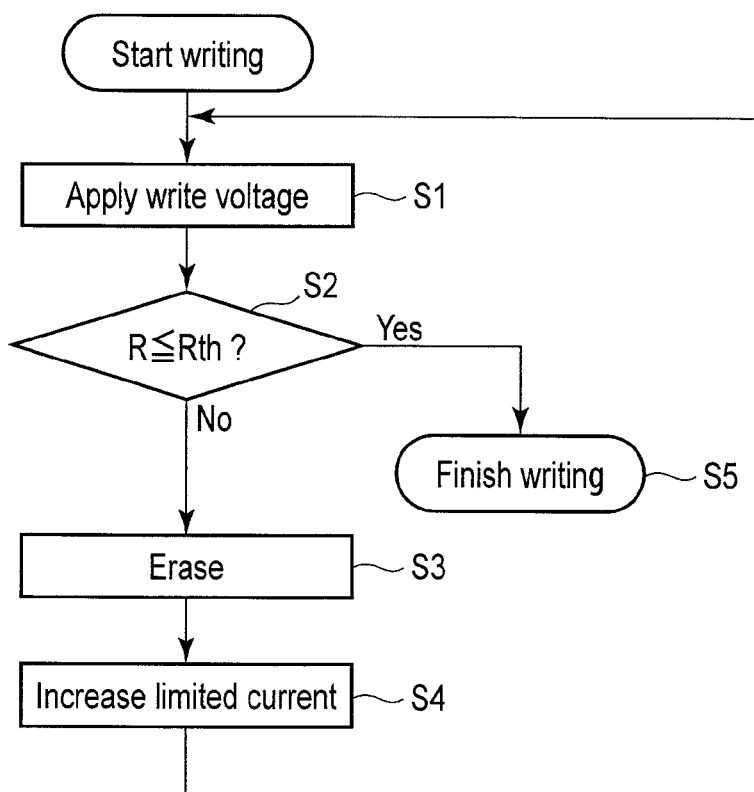 Start writing
Apply write voltage
S1
S2
R≦Rth ?
Yes
No
Finish writing
S5
Erase
S3
Increase limited current
S4